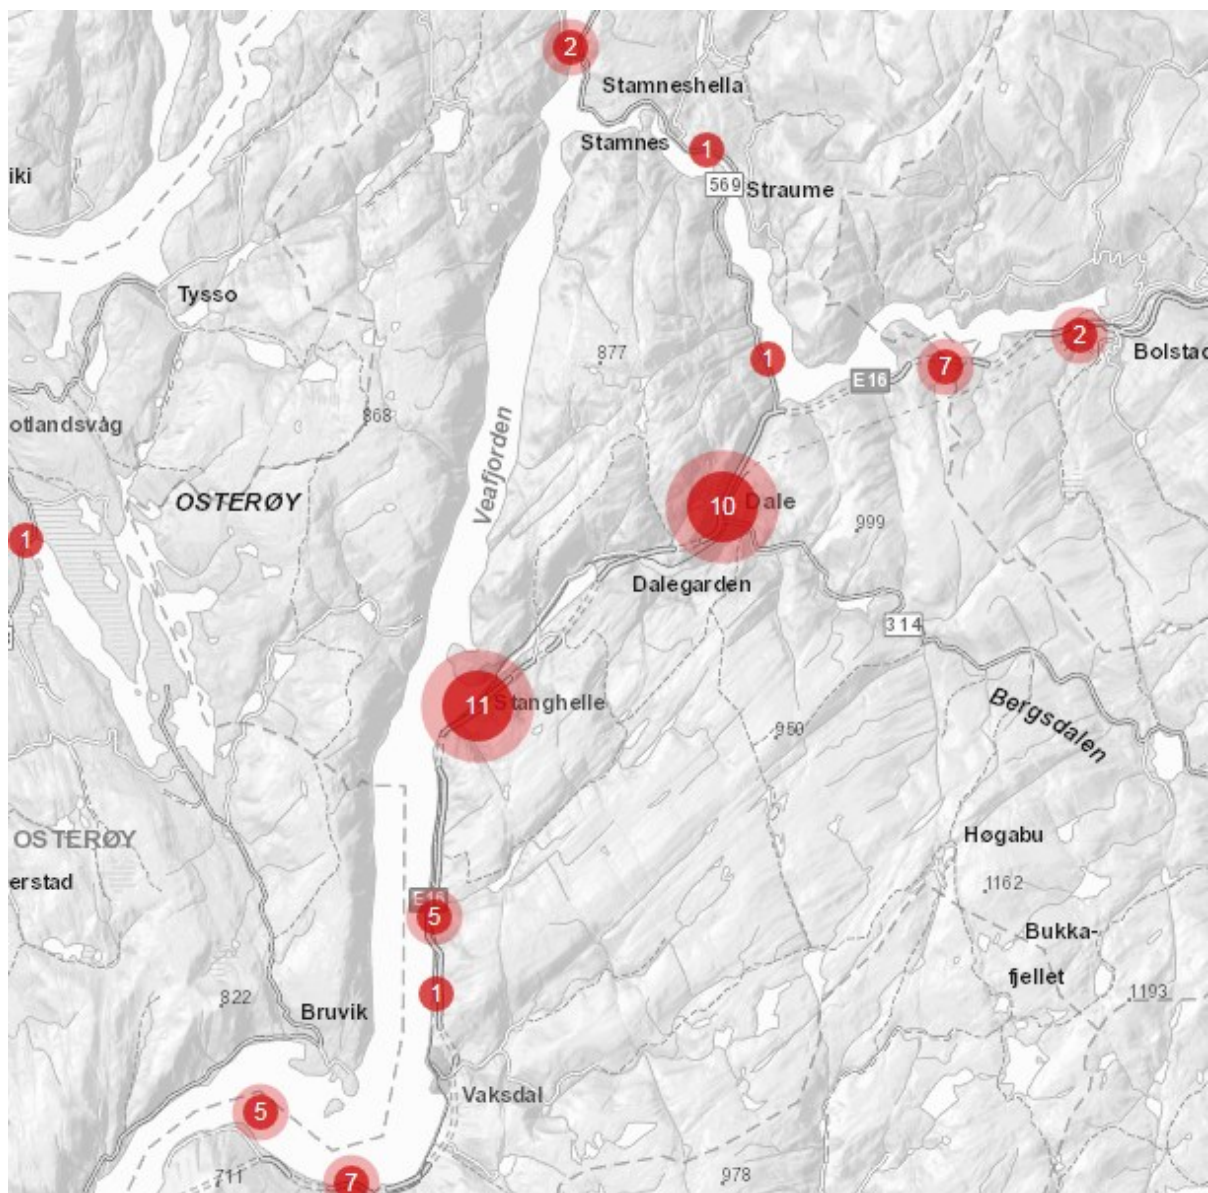 2
Stamneshella
Stamnes
1
569
Straume
iki
Tysso
877
1
E16
7
2
Bolstad
868
otlandsvåg
Veafjorden
OSTERØY
10
Dale
999
1
Dalegarden
314
11
Stanghelle
950
Bergsdalen
OSTERØY
Høgabu
erstad
1162
E16
5
Bukka-
fjellet
822
1
1193
Bruvik
Vaksdal
5
711
7
978